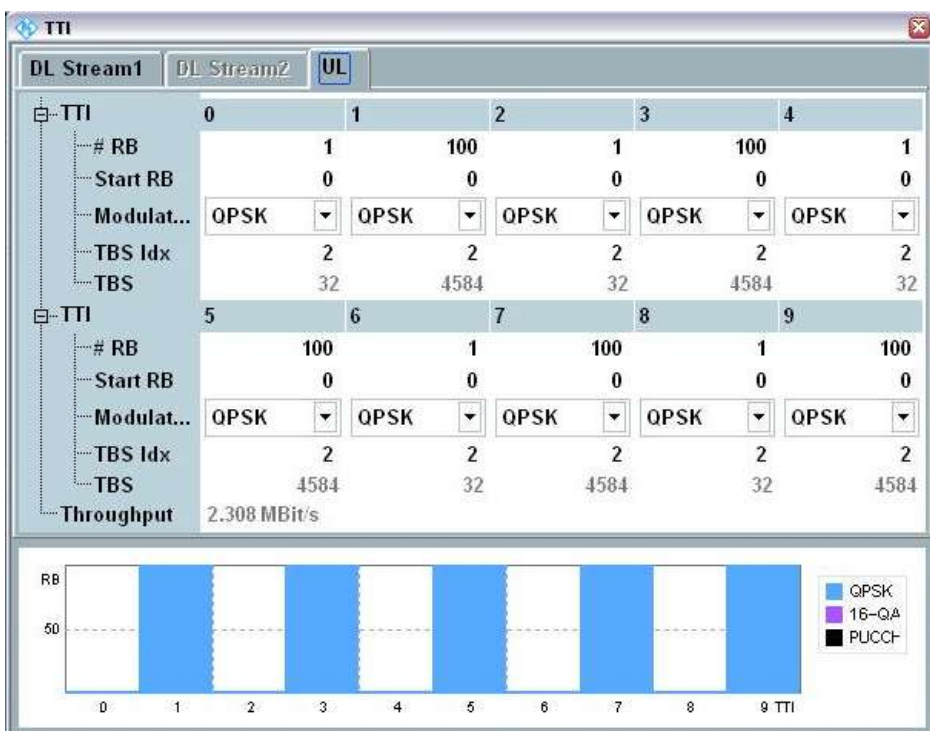 TTI
DL Stream1 DL Stream2 UL
TTI 0 1 2 3 4
# RB 1 100 1 100 1
Start RB 0 0 0 0 0
Modulat... QPSK QPSK QPSK QPSK QPSK
TBS Idx 2 2 2 2 2
TBS 32 4584 32 4584 32
TTI 5 6 7 8 9
# RB 100 1 100 1 100
Start RB 0 0 0 0 0
Modulat... QPSK QPSK QPSK QPSK QPSK
TBS Idx 2 2 2 2 2
TBS 4584 32 4584 32 4584
Throughput 2.308 MBit/s
RB
50
QPSK
16-QA
PUCCH
0 1 2 3 4 5 6 7 8 9 TTI